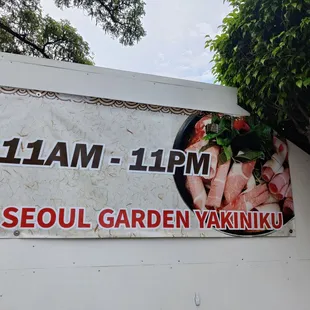 11AM - 11PM
SEOUL GARDEN YAKINIKU